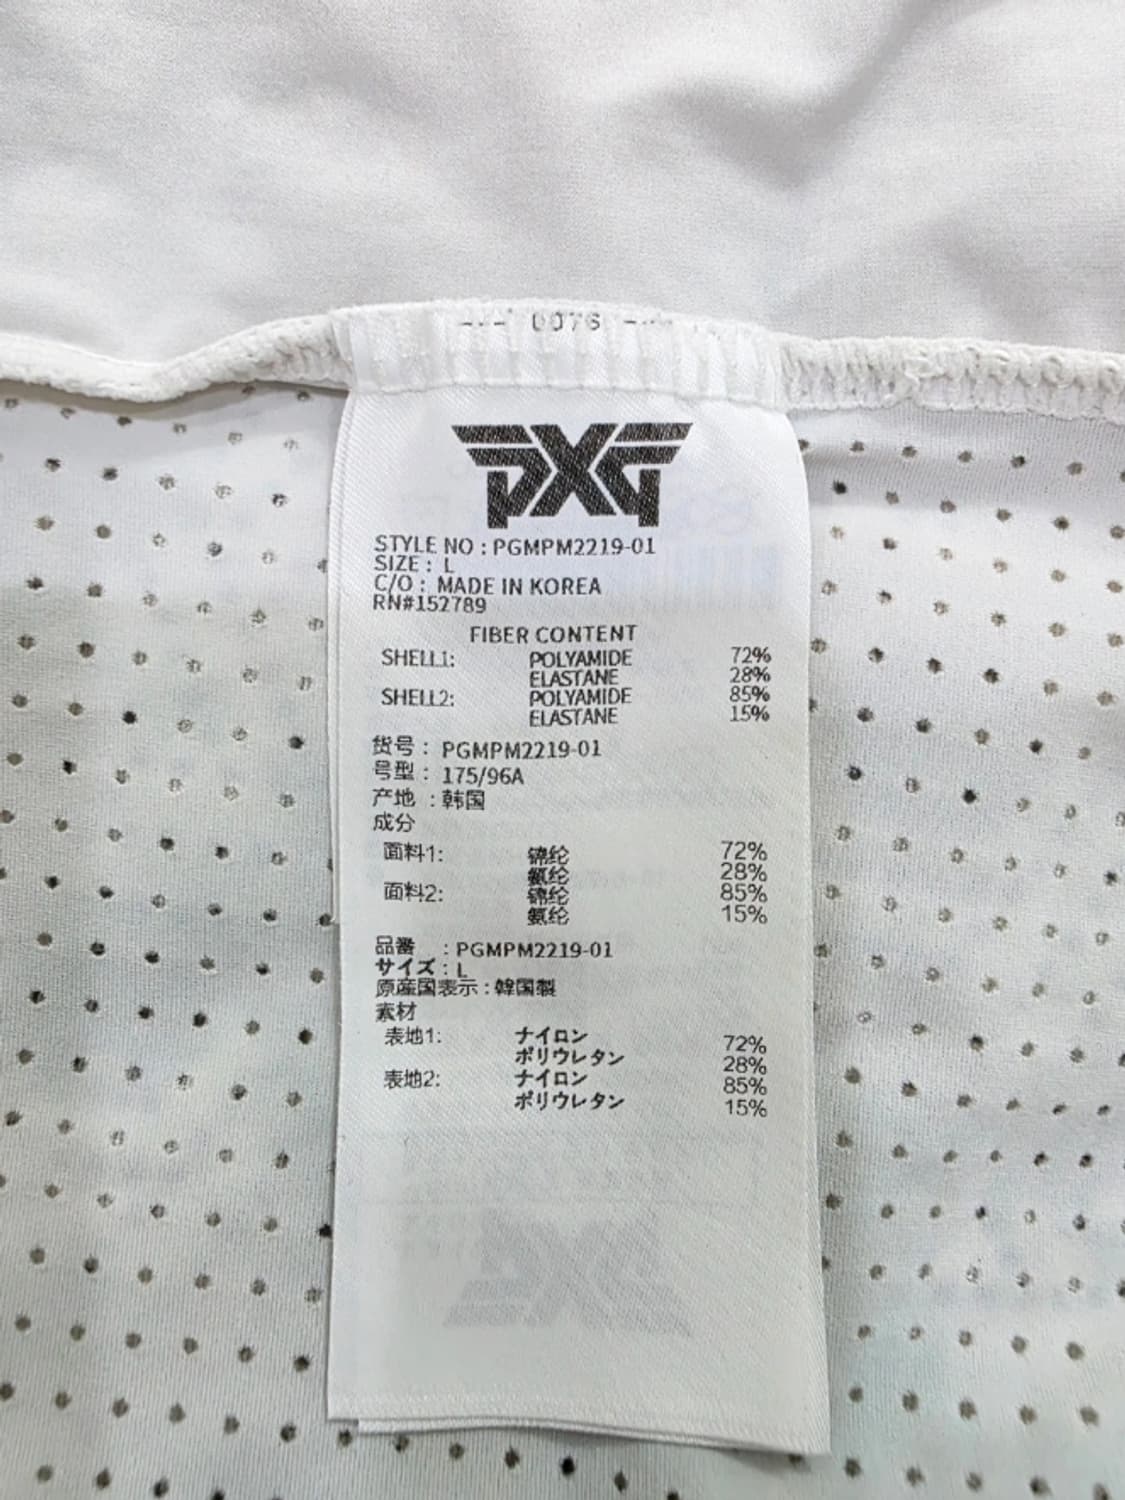 --- 0076 ---
PXG
STYLE NO : PGMPM2219-01
SIZE : L
C/O : MADE IN KOREA
RN#152789
FIBER CONTENT
SHELL1: POLYAMIDE 72%
ELASTANE 28%
SHELL2: POLYAMIDE 85%
ELASTANE 15%
货号 : PGMPM2219-01
号型 : 175/96A
产地 : 韩国
成分
面料1: 锦纶 72%
氨纶 28%
面料2: 锦纶 85%
氨纶 15%
品番 : PGMPM2219-01
サイズ : L
原産国表示 : 韓国製
素材
表地1: ナイロン 72%
ポリウレタン 28%
表地2: ナイロン 85%
ポリウレタン 15%